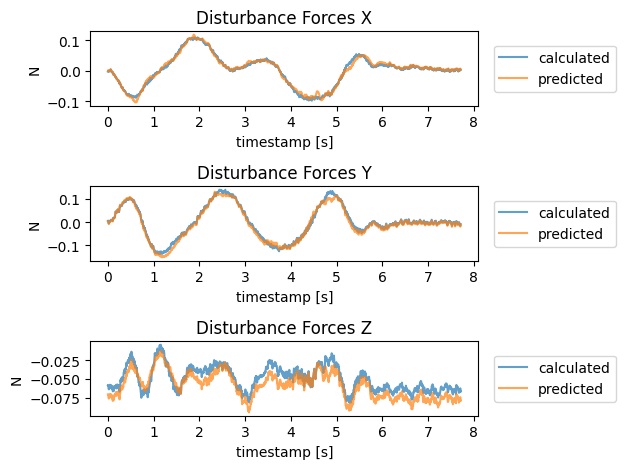 Disturbance Forces X
0.1
0.0
−0.1
N
0 1 2 3 4 5 6 7 8
timestamp [s]
calculated
predicted
Disturbance Forces Y
0.1
0.0
−0.1
N
0 1 2 3 4 5 6 7 8
timestamp [s]
calculated
predicted
Disturbance Forces Z
−0.025
−0.050
−0.075
N
0 1 2 3 4 5 6 7 8
timestamp [s]
calculated
predicted